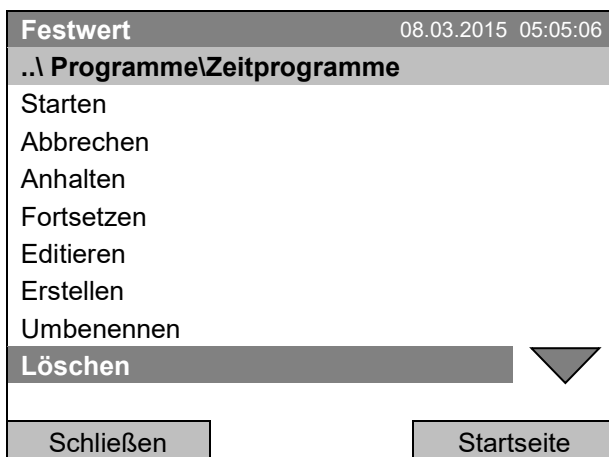 Festwert 08.03.2015 05:05:06
..\ Programme\Zeitprogramme
Starten
Abbrechen
Anhalten
Fortsetzen
Editieren
Erstellen
Umbenennen
Löschen
Schließen Startseite